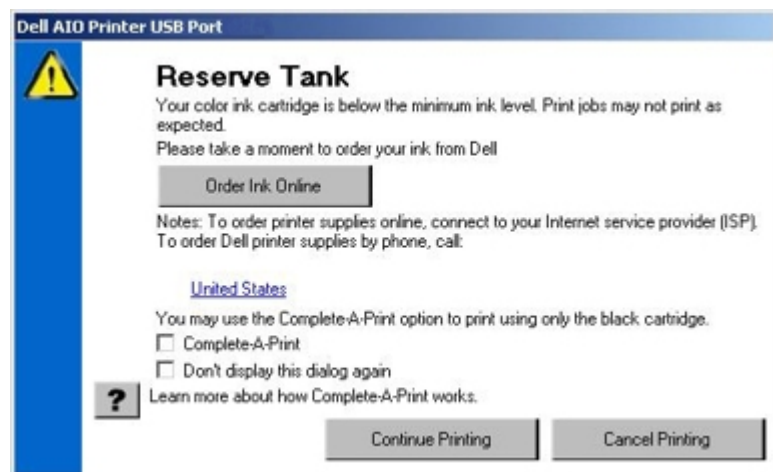 Dell AIO Printer USB Port
Reserve Tank
Your color ink cartridge is below the minimum ink level. Print jobs may not print as
expected.
Please take a moment to order your ink from Dell
Order Ink Online
Notes: To order printer supplies online, connect to your Internet service provider (ISP).
To order Dell printer supplies by phone, call:
United States
You may use the Complete-A-Print option to print using only the black cartridge.
Complete-A-Print
Don't display this dialog again
? Learn more about how Complete-A-Print works.
Continue Printing
Cancel Printing